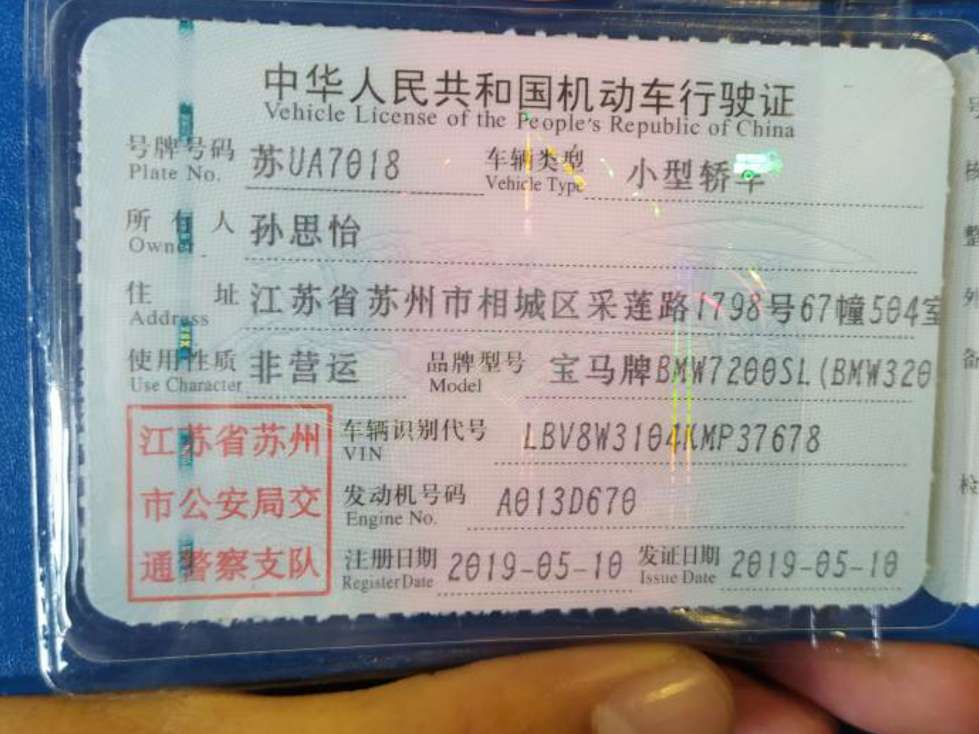 中华人民共和国机动车行驶证
Vehicle License of the People's Republic of China
号牌号码 苏UA7018 车辆类型 小型轿车
Plate No. Vehicle Type
所有人 孙思怡
Owner
住址 江苏省苏州市相城区采莲路1798号67幢504室
Address
使用性质 非营运 品牌型号 宝马牌BMW7200SL(BMW320
Use Character Model
江苏省苏州
市公安局交
通警察支队
车辆识别代号 LBV8W3104KMP37678
VIN
发动机号码 A013D670
Engine No.
注册日期 2019-05-10 发证日期 2019-05-10
Register Date Issue Date